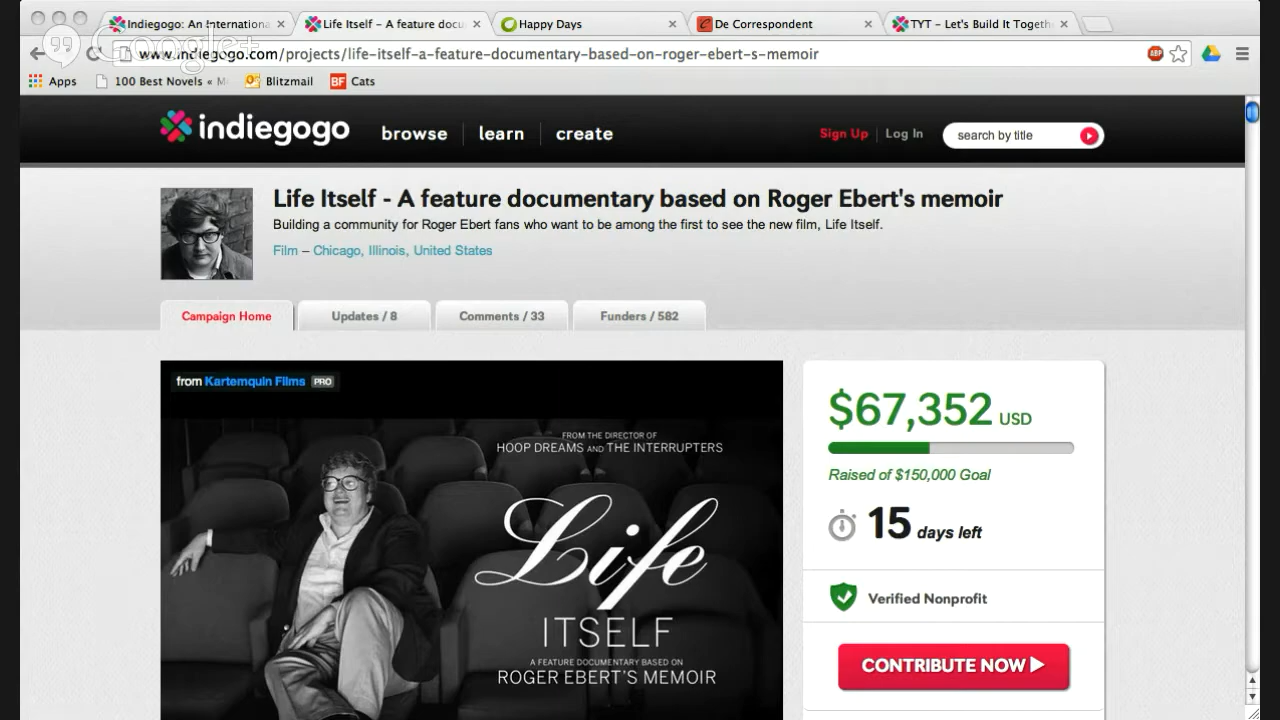 Indiegogo: An Internationa
Life Itself – A feature docu
Happy Days
De Correspondent
TYT – Let's Build It Togeth
Google+
www.indiegogo.com/projects/life-itself-a-feature-documentary-based-on-roger-ebert-s-memoir
ABP
Apps
100 Best Novels « M
Blitzmail
BF Cats
indiegogo
browse
learn
create
Sign Up
Log In
search by title
Life Itself - A feature documentary based on Roger Ebert's memoir
Building a community for Roger Ebert fans who want to be among the first to see the new film, Life Itself.
Film – Chicago, Illinois, United States
Campaign Home
Updates / 8
Comments / 33
Funders / 582
from Kartemquin Films PRO
FROM THE DIRECTOR OF
HOOP DREAMS AND THE INTERRUPTERS
Life
ITSELF
A FEATURE DOCUMENTARY BASED ON
ROGER EBERT'S MEMOIR
$67,352 USD
Raised of $150,000 Goal
15 days left
Verified Nonprofit
CONTRIBUTE NOW